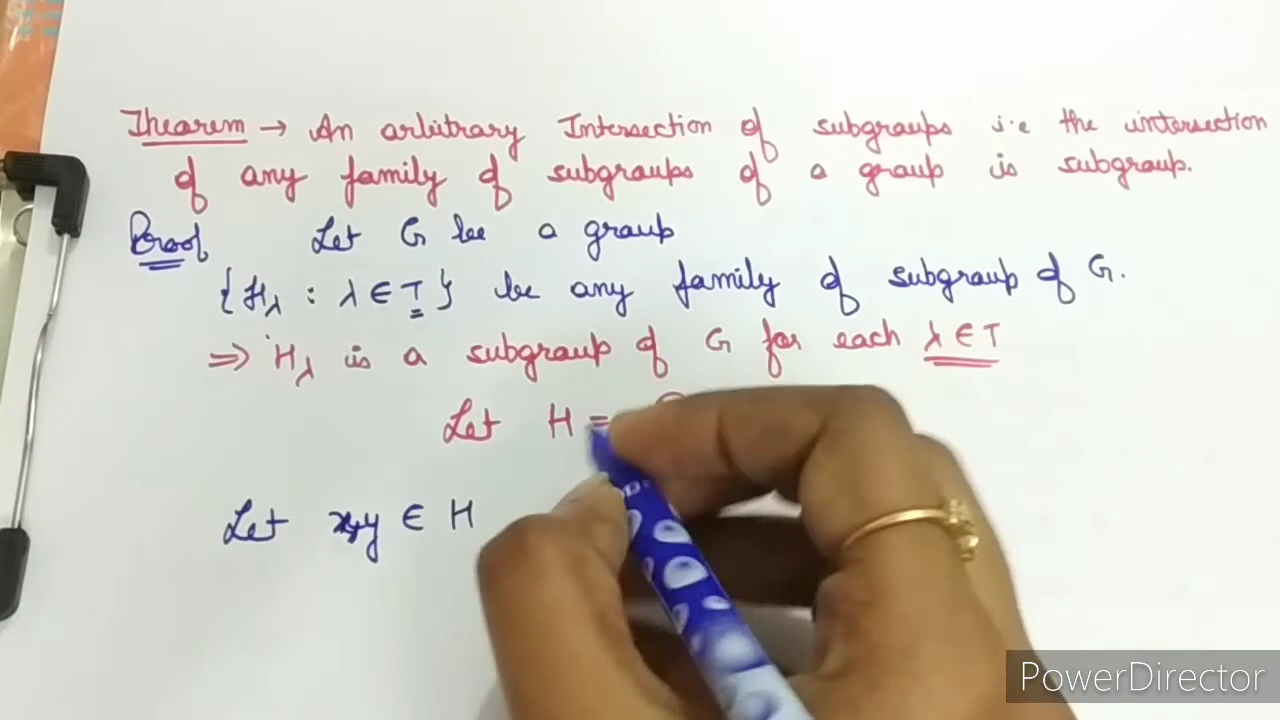 Theorem → An arbitrary Intersection of subgroups i.e the intersection
of any family of subgroups of a group is subgroup.
Proof Let G be a group
{Hλ : λ ∈ T} be any family of subgroup of G.
⇒ Hλ is a subgroup of G for each λ ∈ T
Let H =
Let x,y ∈ H
PowerDirector